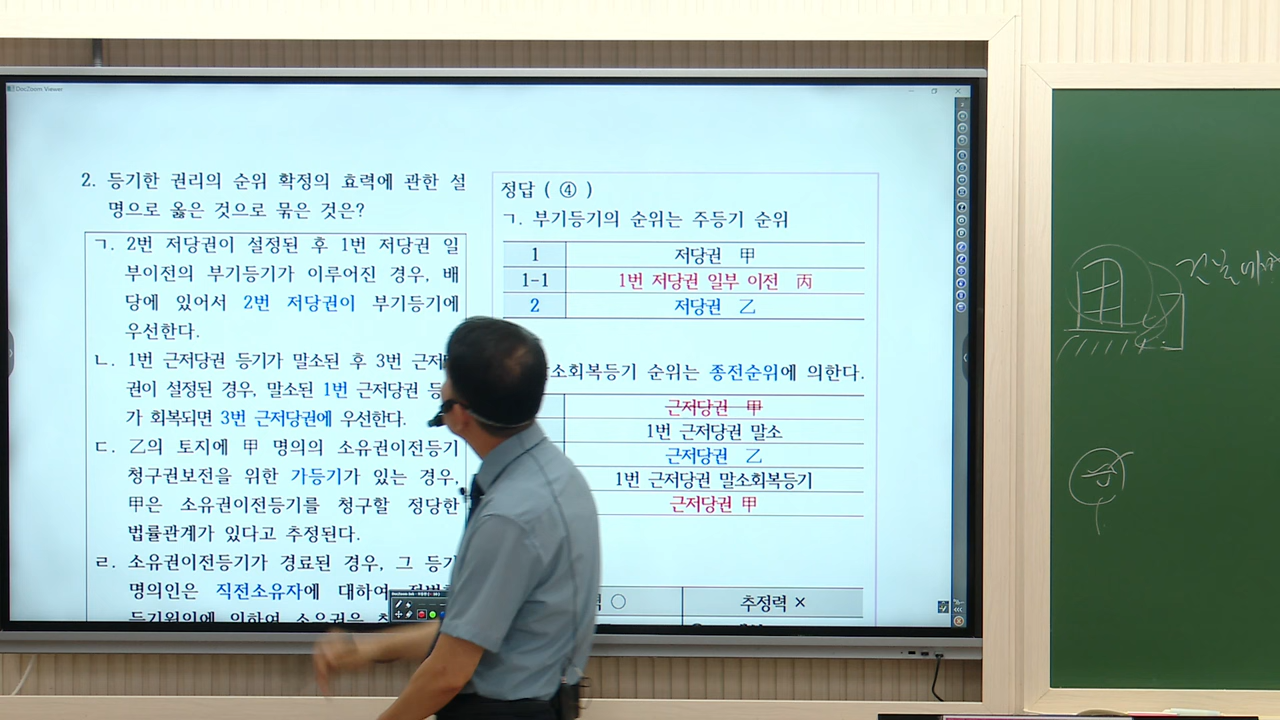 DocZoom Viewer
2. 등기한 권리의 순위 확정의 효력에 관한 설
명으로 옳은 것으로 묶은 것은?
ㄱ. 2번 저당권이 설정된 후 1번 저당권 일
부이전의 부기등기가 이루어진 경우, 배
당에 있어서 2번 저당권이 부기등기에
우선한다.
ㄴ. 1번 근저당권 등기가 말소된 후 3번 근저
권이 설정된 경우, 말소된 1번 근저당권 등
가 회복되면 3번 근저당권에 우선한다.
ㄷ. 乙의 토지에 甲 명의의 소유권이전등기
청구권보전을 위한 가등기가 있는 경우,
甲은 소유권이전등기를 청구할 정당한
법률관계가 있다고 추정된다.
ㄹ. 소유권이전등기가 경료된 경우, 그 등기
명의인은 직전소유자에 대하여
등기원인에 의하여 소유권을
정답 ( ④ )
ㄱ. 부기등기의 순위는 주등기 순위
1 저당권 甲
1-1 1번 저당권 일부 이전 丙
2 저당권 乙
소회복등기 순위는 종전순위에 의한다.
근저당권 甲
1번 근저당권 말소
근저당권 乙
1번 근저당권 말소회복등기
근저당권 甲
력 ○ 추정력 ×
건물